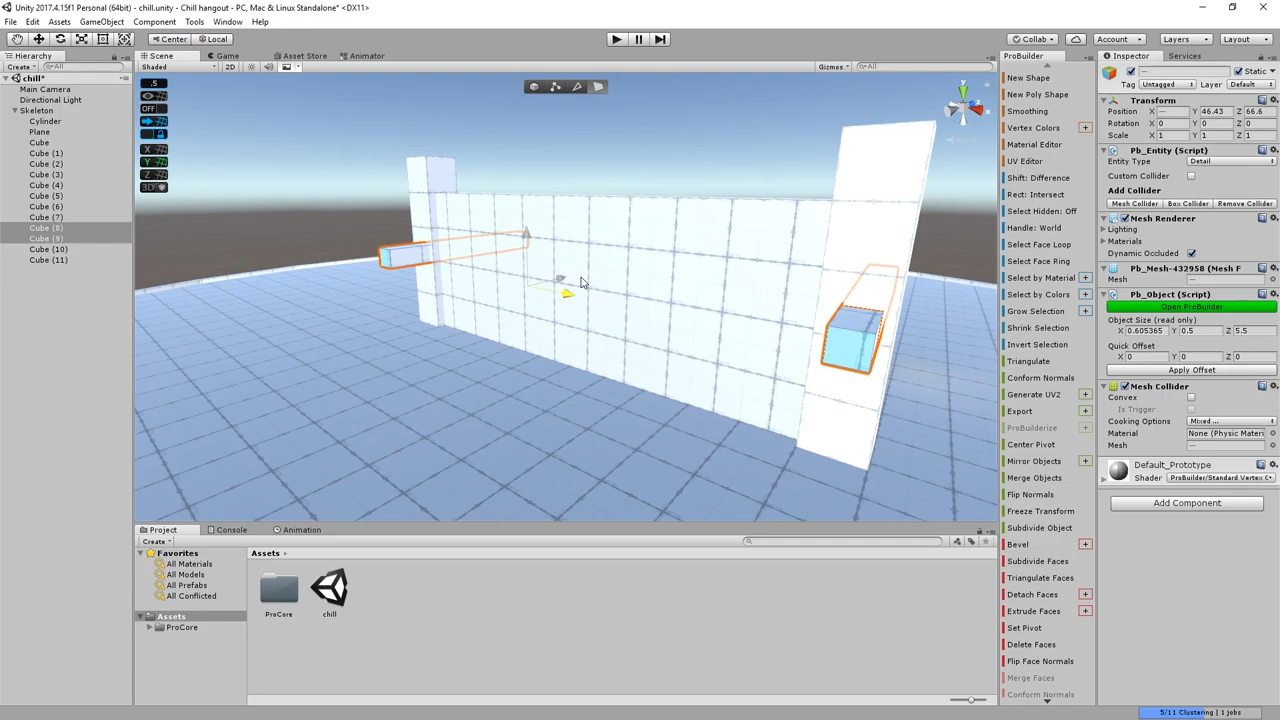 Unity 2017.4.15f1 Personal (64bit) - chill.unity - Chill hangout - PC, Mac & Linux Standalone* <DX11>
File Edit Assets GameObject Component Tools Window Help
Center Local Collab Account Layers Layout
Hierarchy
Create All
chill*
Main Camera
Directional Light
Skeleton
Cylinder
Plane
Cube
Cube (1)
Cube (2)
Cube (3)
Cube (4)
Cube (5)
Cube (6)
Cube (7)
Cube (8)
Cube (9)
Cube (10)
Cube (11)
Scene Game Asset Store Animator
Shaded 2D Gizmos All
.5
OFF
X
Y
Z
3D
y
x
Persp
ProBuilder
New Shape
New Poly Shape
Smoothing
Vertex Colors +
Material Editor
UV Editor
Shift: Difference
Rect: Intersect
Select Hidden: Off
Handle: World
Select Face Loop
Select Face Ring
Select by Material +
Select by Colors +
Grow Selection +
Shrink Selection
Invert Selection
Triangulate
Conform Normals
Generate UV2 +
Export +
ProBuilderize +
Center Pivot
Mirror Objects +
Merge Objects
Flip Normals
Freeze Transform
Subdivide Object
Bevel +
Subdivide Faces
Triangulate Faces
Detach Faces +
Extrude Faces +
Set Pivot
Delete Faces
Flip Face Normals
Merge Faces
Conform Normals
Inspector Services
— Static
Tag Untagged Layer Default
Transform
Position X — Y 46.43 Z 66.6
Rotation X 0 Y 0 Z 0
Scale X 1 Y 1 Z 1
Pb_Entity (Script)
Entity Type Detail
Custom Collider
Add Collider
Mesh Collider Box Collider Remove Collider
Mesh Renderer
Lighting
Materials
Dynamic Occluded
Pb_Mesh-432958 (Mesh F
Mesh —
Pb_Object (Script)
Open ProBuilder
Object Size (read only)
X 0.605365 Y 0.5 Z 5.5
Quick Offset
X 0 Y 0 Z 0
Apply Offset
Mesh Collider
Convex
Is Trigger
Cooking Options Mixed ...
Material None (Physic Materi
Mesh —
Default_Prototype
Shader ProBuilder/Standard Vertex C
Add Component
Project Console Animation
Create
Favorites
All Materials
All Models
All Prefabs
All Conflicted
Assets
ProCore
Assets
ProCore chill
5/11 Clustering | 1 jobs